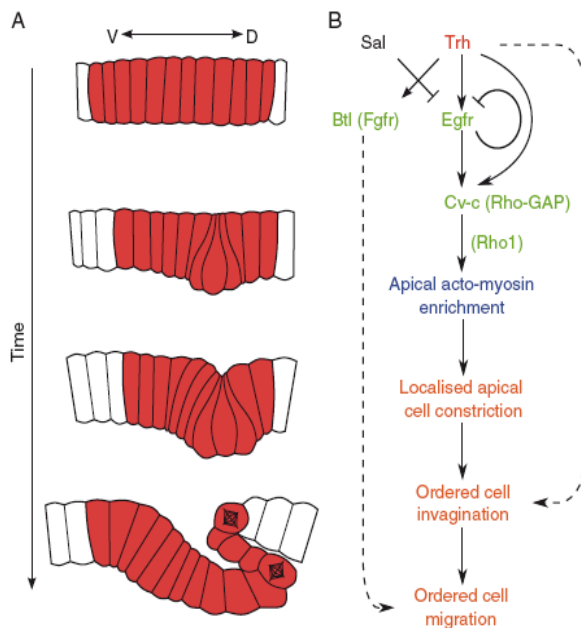 A
V
D
Time
B
Sal
Trh
Btl (Fgfr)
Egfr
Cv-c (Rho-GAP)
(Rho1)
Apical acto-myosin
enrichment
Localised apical
cell constriction
Ordered cell
invagination
Ordered cell
migration